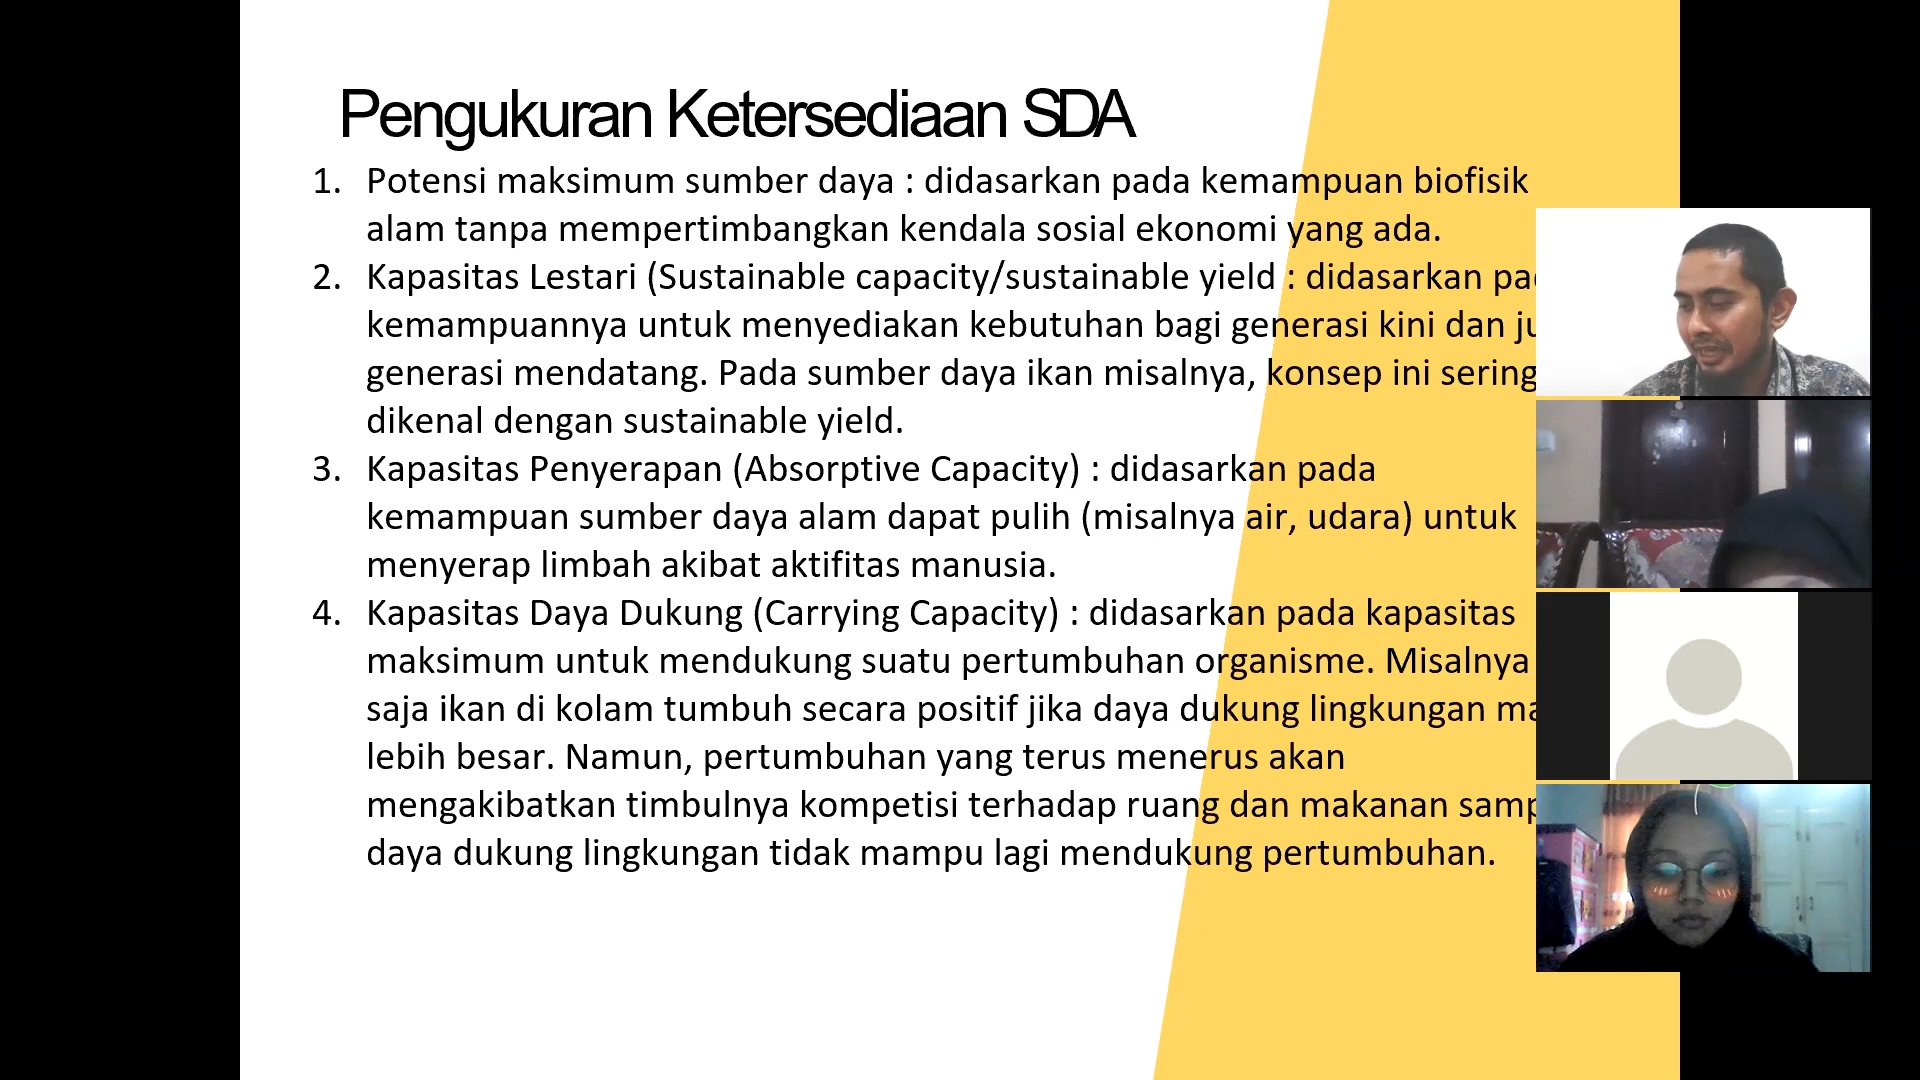 Pengukuran Ketersediaan SDA
1. Potensi maksimum sumber daya : didasarkan pada kemampuan biofisik
alam tanpa mempertimbangkan kendala sosial ekonomi yang ada.
2. Kapasitas Lestari (Sustainable capacity/sustainable yield : didasarkan
kemampuannya untuk menyediakan kebutuhan bagi generasi kini dan
generasi mendatang. Pada sumber daya ikan misalnya, konsep ini sering
dikenal dengan sustainable yield.
3. Kapasitas Penyerapan (Absorptive Capacity) : didasarkan pada
kemampuan sumber daya alam dapat pulih (misalnya air, udara) untuk
menyerap limbah akibat aktifitas manusia.
4. Kapasitas Daya Dukung (Carrying Capacity) : didasarkan pada kapasitas
maksimum untuk mendukung suatu pertumbuhan organisme. Misalnya
saja ikan di kolam tumbuh secara positif jika daya dukung lingkungan
lebih besar. Namun, pertumbuhan yang terus menerus akan
mengakibatkan timbulnya kompetisi terhadap ruang dan makanan
daya dukung lingkungan tidak mampu lagi mendukung pertumbuhan.